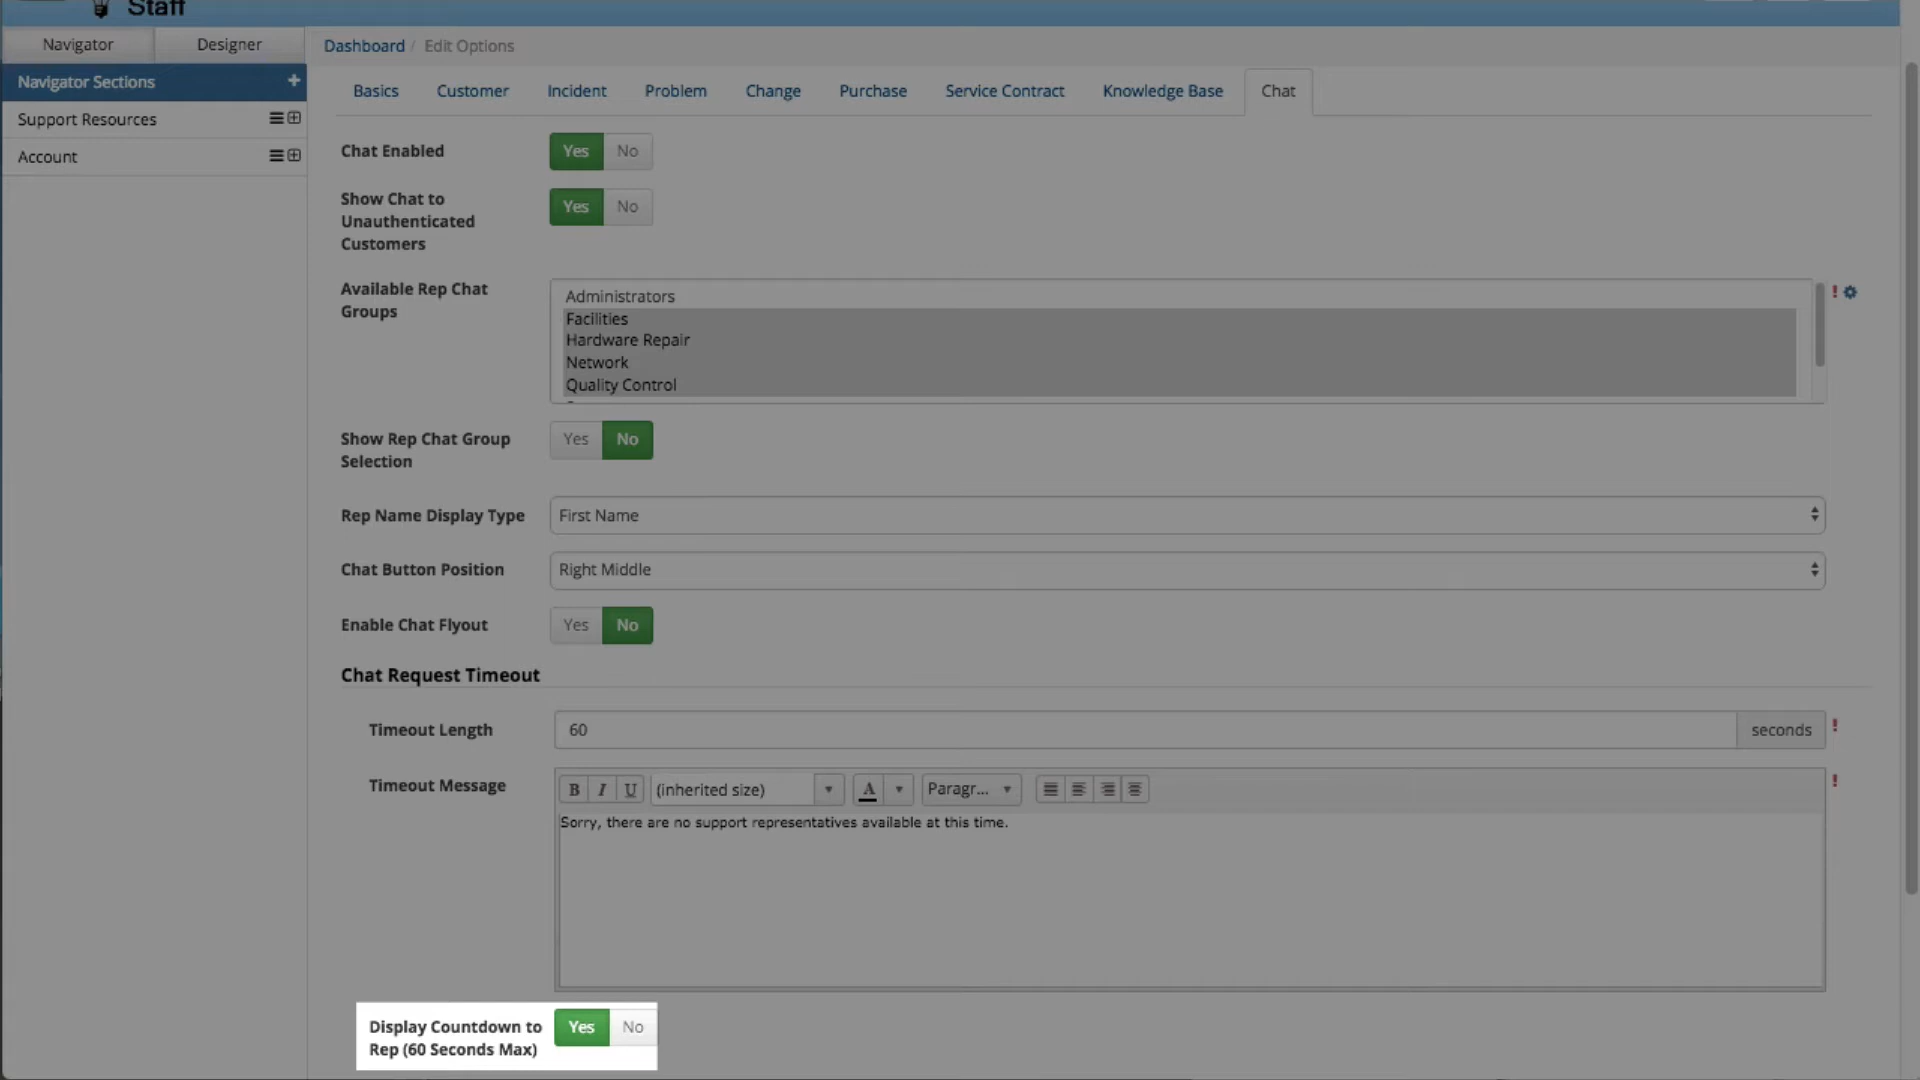 Staff
Navigator
Designer
Dashboard / Edit Options
Navigator Sections
Support Resources
Account
Basics
Customer
Incident
Problem
Change
Purchase
Service Contract
Knowledge Base
Chat
Chat Enabled
Yes
No
Show Chat to
Unauthenticated
Customers
Yes
No
Available Rep Chat
Groups
Administrators
Facilities
Hardware Repair
Network
Quality Control
Show Rep Chat Group
Selection
Yes
No
Rep Name Display Type
First Name
Chat Button Position
Right Middle
Enable Chat Flyout
Yes
No
Chat Request Timeout
Timeout Length
60
seconds
!
Timeout Message
B I U
(inherited size)
A
Paragr...
!
Sorry, there are no support representatives available at this time.
Display Countdown to
Rep (60 Seconds Max)
Yes
No